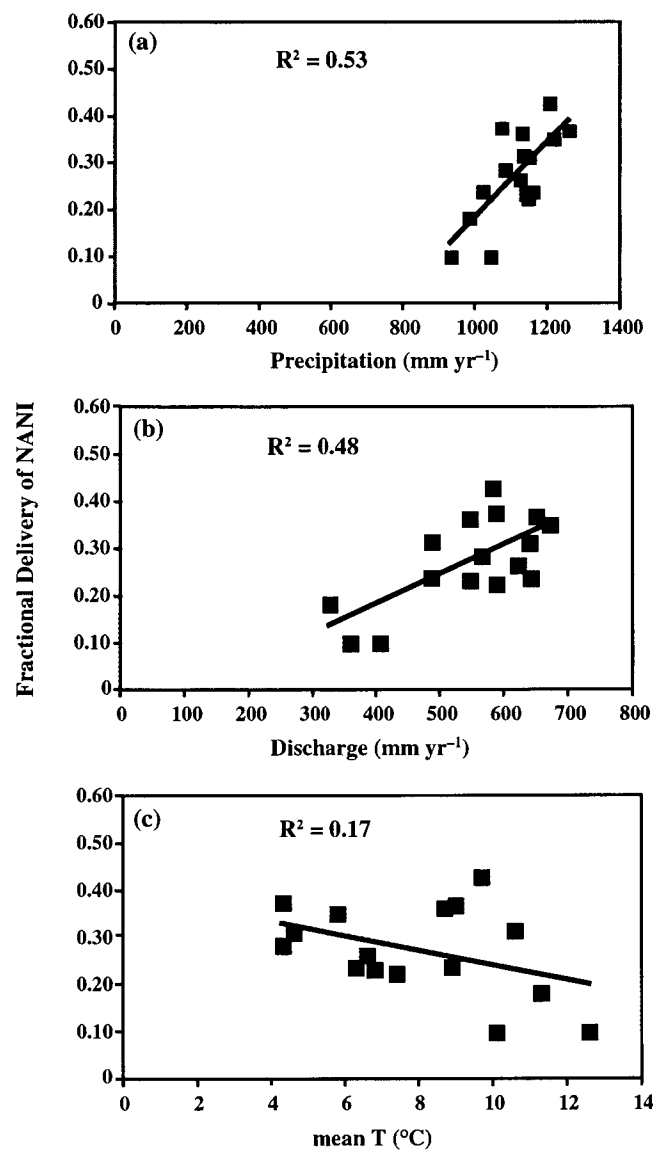 Fractional Delivery of NANI
(a)
R² = 0.53
0.60
0.50
0.40
0.30
0.20
0.10
0
0 200 400 600 800 1000 1200 1400
Precipitation (mm yr⁻¹)
(b)
R² = 0.48
0.60
0.50
0.40
0.30
0.20
0.10
0
0 100 200 300 400 500 600 700 800
Discharge (mm yr⁻¹)
(c)
R² = 0.17
0.60
0.50
0.40
0.30
0.20
0.10
0
0 2 4 6 8 10 12 14
mean T (°C)